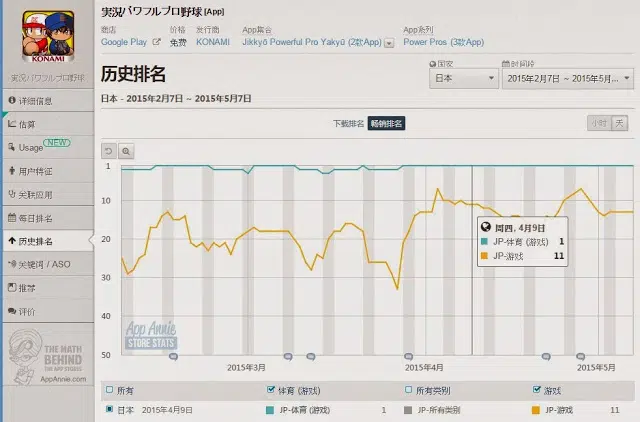 実況パワフルプロ野球 [App]
商店 价格 发行商 App集合 App系列
Google Play 免费 KONAMI Jikkyō Powerful Pro Yakyū (2款App) Power Pros (3款App)
KONAMI
実況パワフルプロ野球
历史排名
国家 时间段
日本 2015年2月7日 ~ 2015年5月...
日本 - 2015年2月7日 ~ 2015年5月7日
下载排名 畅销排名
小时 天
详细信息
估算
Usage NEW
用户特征
关联应用
每日排名
历史排名
关键词 / ASO
推荐
评价
THE MATH
BEHIND
THE APP STORES
AppAnnie.com
1
10
20
30
40
50
周四, 4月9日
JP-体育 (游戏) 1
JP-游戏 11
App Annie
STORE STATS
2015年3月 2015年4月 2015年5月
所有 体育 (游戏) 所有类别 游戏
日本 2015年4月9日 JP-体育 (游戏) 1 JP-所有类别 JP-游戏 11